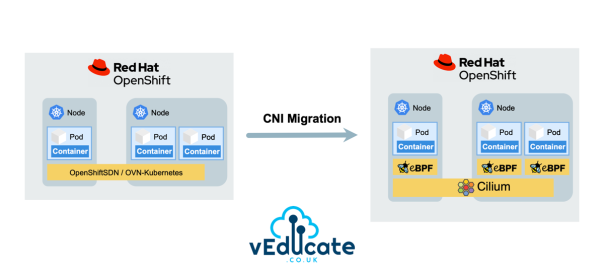 Red Hat
OpenShift
Node
Node
Pod
Container
Pod
Container
Pod
Container
OpenShiftSDN / OVN-Kubernetes
CNI Migration
Red Hat
OpenShift
Node
Node
Pod
Container
Pod
Container
Pod
Container
eBPF
eBPF
eBPF
Cilium
vEducate
.CO.UK